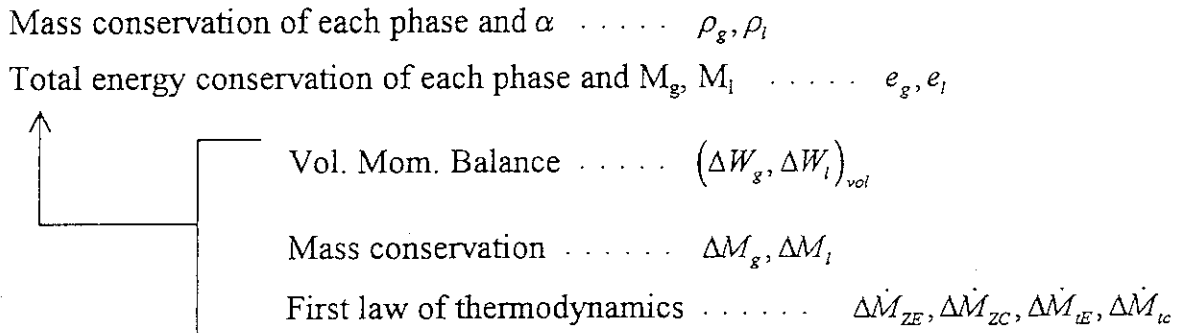 Mass conservation of each phase and α ..... ρ_g, ρ_l
Total energy conservation of each phase and M_g, M_l ..... e_g, e_l
Vol. Mom. Balance ..... (ΔW_g, ΔW_l)_vol
Mass conservation ...... ΔM_g, ΔM_l
First law of thermodynamics ...... ΔṀ_ZE, ΔṀ_ZC, ΔṀ_tE, ΔṀ_tc